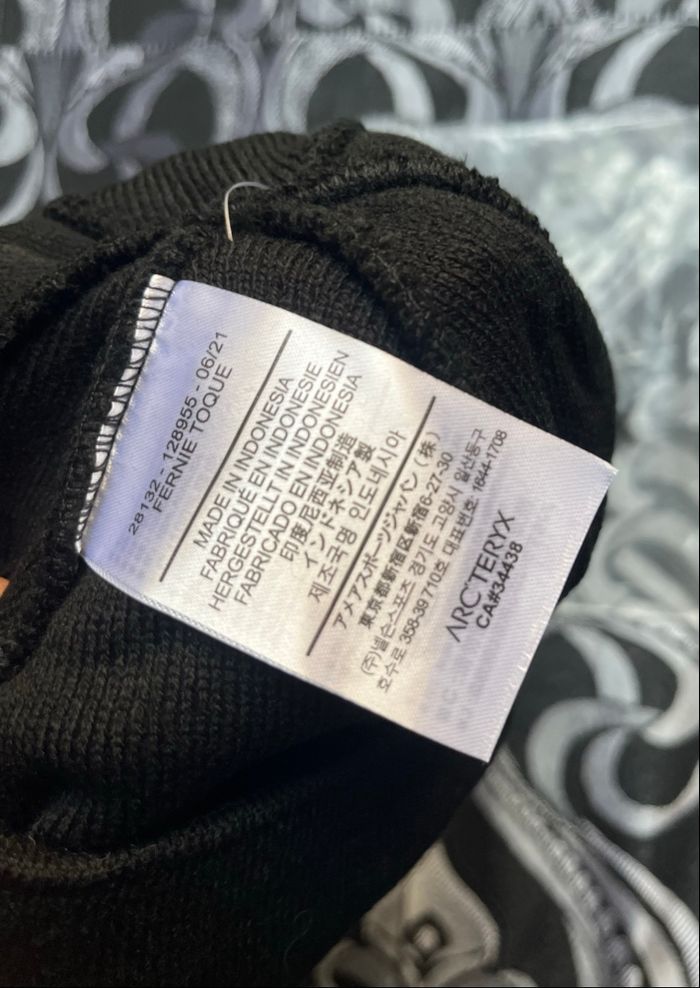 28132 - 128955 - 06/21
FERNIE TOQUE
MADE IN INDONESIA
FABRIQUÉ EN INDONESIE
HERGESTELLT IN INDONESIEN
FABRICADO EN INDONESIA
印度尼西亚制造
インドネシア製
제조국명 인도네시아
アメアスポーツジャパン(株)
東京都新宿区新宿6-27-30
(주)넬슨스포츠 경기도 고양시 일산동구
호수로 358-39 710호 대표번호: 1644-1708
ARC'TERYX
CA#34438